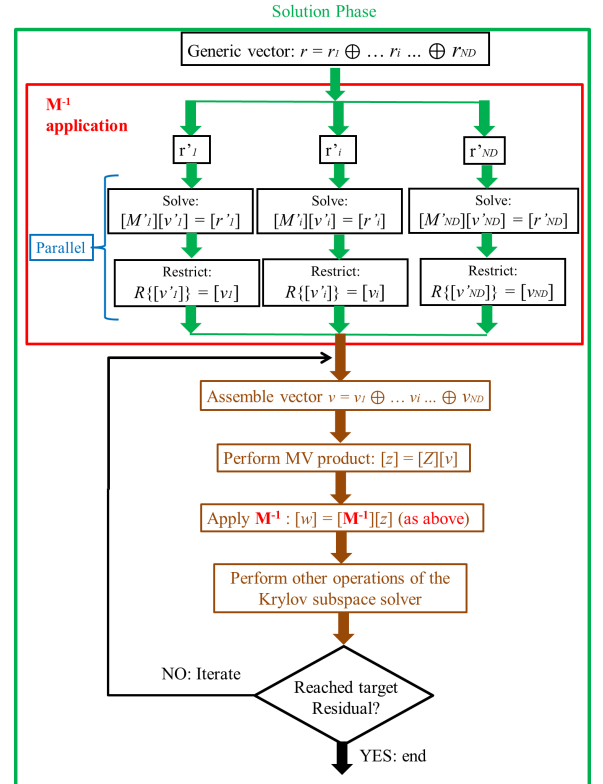 Solution Phase
Generic vector: r = r1 ⊕ … ri ... ⊕ rND
M-1
application
r'1
r'i
r'ND
Solve:
[M'1][v'1] = [r'1]
Solve:
[M'i][v'i] = [r'i]
Solve:
[M'ND][v'ND] = [r'ND]
Parallel
Restrict:
R{[v'1]} = [v1]
Restrict:
R{[v'i]} = [vi]
Restrict:
R{[v'ND]} = [vND]
Assemble vector v = v1 ⊕ … vi ... ⊕ vND
Perform MV product: [z] = [Z][v]
Apply M-1 : [w] = [M-1][z] (as above)
Perform other operations of the
Krylov subspace solver
NO: Iterate
Reached target
Residual?
YES: end